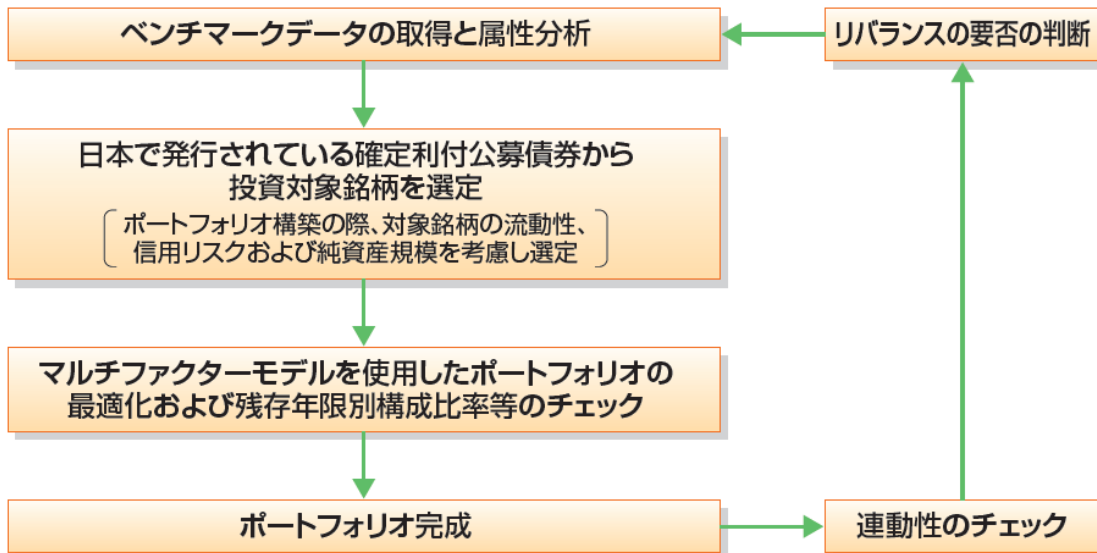 ベンチマークデータの取得と属性分析
リバランスの要否の判断
日本で発行されている確定利付公募債券から
投資対象銘柄を選定
ポートフォリオ構築の際、対象銘柄の流動性、
信用リスクおよび純資産規模を考慮し選定
マルチファクターモデルを使用したポートフォリオの
最適化および残存年限別構成比率等のチェック
ポートフォリオ完成
連動性のチェック